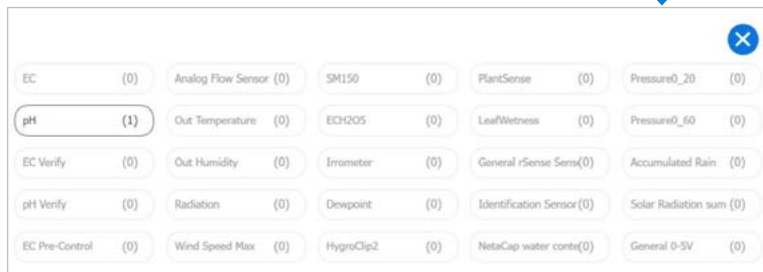 EC (0) Analog Flow Sensor (0) SM150 (0) PlantSense (0) Pressure0_20 (0)
pH (1) Out Temperature (0) ECH2O5 (0) LeafWetness (0) Pressure0_60 (0)
EC Verify (0) Out Humidity (0) Irrometer (0) General rSense Sens(0) Accumulated Rain (0)
pH Verify (0) Radiation (0) Dewpoint (0) Identification Sensor(0) Solar Radiation sum (0)
EC Pre-Control (0) Wind Speed Max (0) HygroClip2 (0) NetaCap water conte(0) General 0-5V (0)